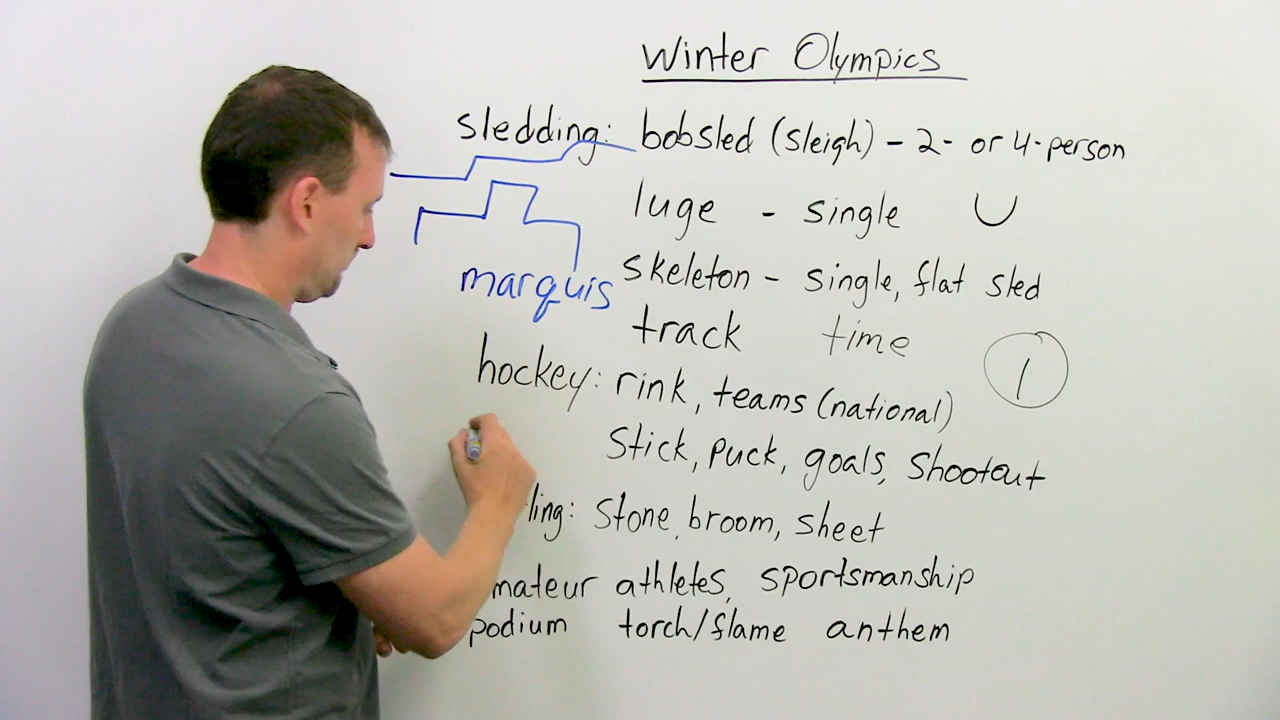 Winter Olympics
sledding: bobsled (sleigh) - 2- or 4-person
luge - single
marquis
sketon - single, flat sled
track time
1
hockey: rink, teams (national)
stick, puck, goals, shootout
ling: stone, broom, sheet
mateur athletes, sportsmanship
podium torch/flame anthem